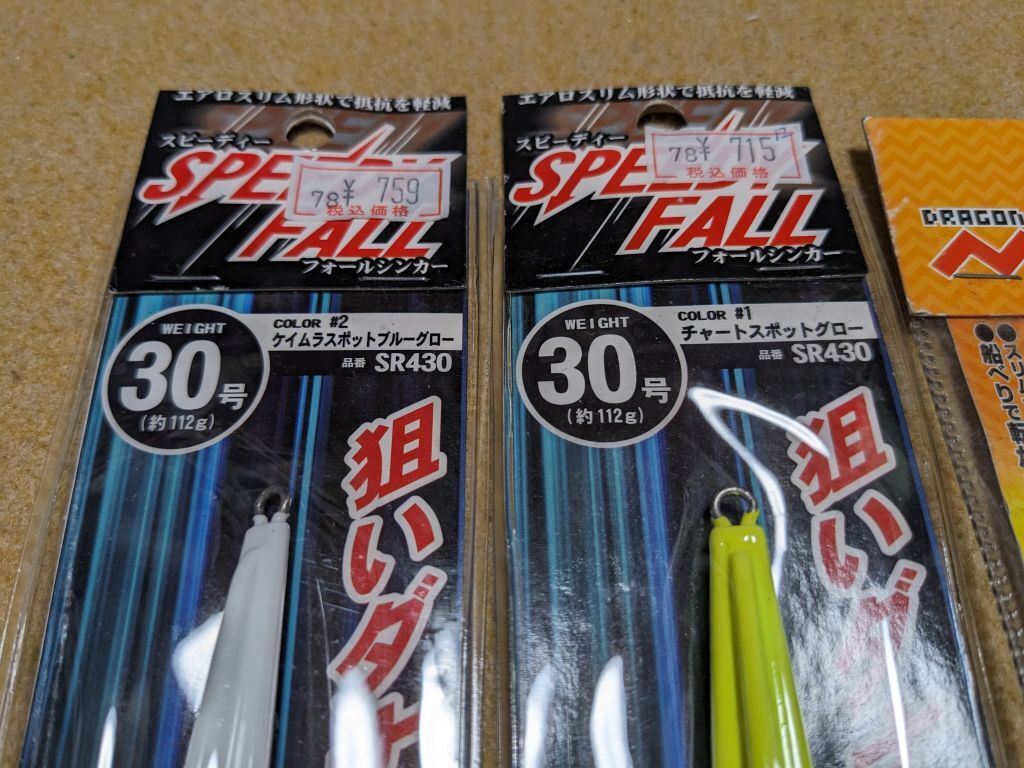 エアロスリム形状で抵抗を軽減
スピーディー
SPEEDY
FALL
78¥ 759
税込価格
フォールシンカー
WEIGHT
30号
(約112g)
COLOR #2
ケイムラスポットブルーグロー
品番 SR430
狙いダナ
エアロスリム形状で抵抗を軽減
スピーディー
SPEEDY
FALL
78¥ 715
税込価格
フォールシンカー
WEIGHT
30号
(約112g)
COLOR #1
チャートスポットグロー
品番 SR430
狙いダ
DRAGON